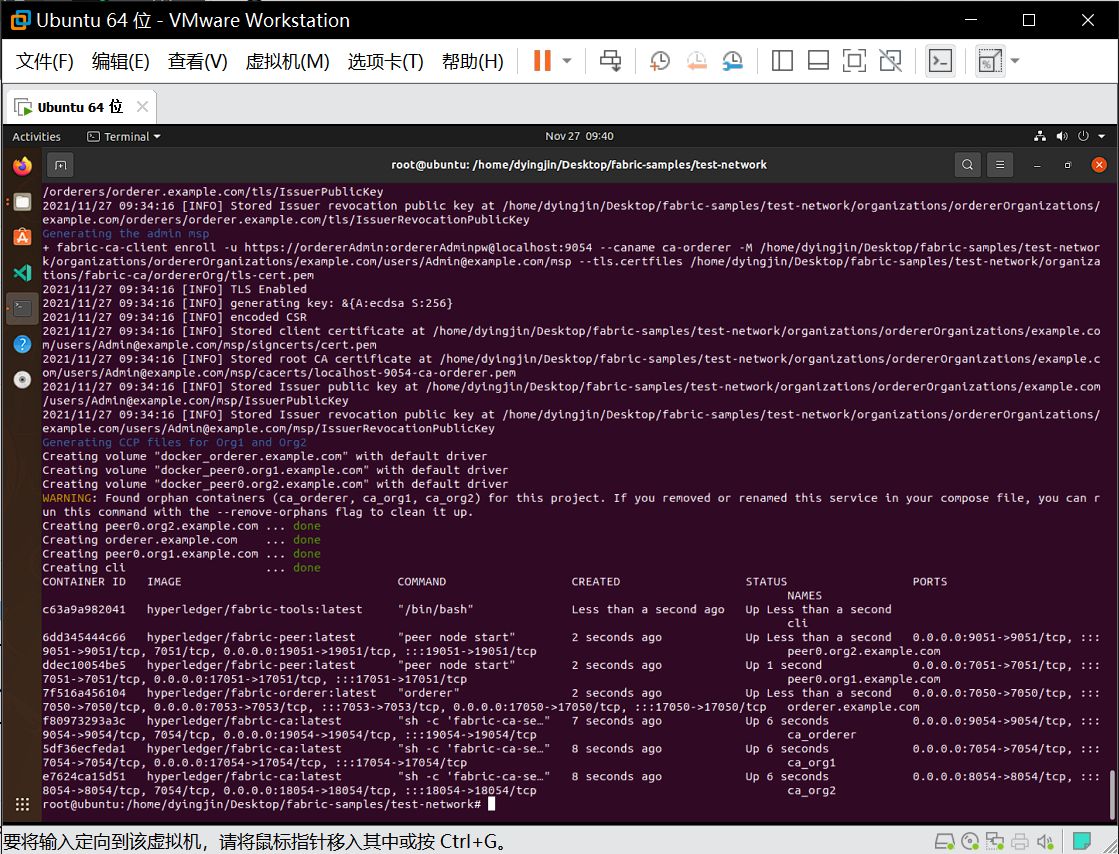 Ubuntu 64 位 - VMware Workstation
文件(F) 编辑(E) 查看(V) 虚拟机(M) 选项卡(T) 帮助(H)
Ubuntu 64 位
Activities Terminal Nov 27 09:40
root@ubuntu: /home/dyingjin/Desktop/fabric-samples/test-network
/orderers/orderer.example.com/tls/IssuerPublicKey
2021/11/27 09:34:16 [INFO] Stored Issuer revocation public key at /home/dyingjin/Desktop/fabric-samples/test-network/organizations/ordererOrganizations/
example.com/orderers/orderer.example.com/tls/IssuerRevocationPublicKey
Generating the admin msp
+ fabric-ca-client enroll -u https://ordererAdmin:ordererAdminpw@localhost:9054 --caname ca-orderer -M /home/dyingjin/Desktop/fabric-samples/test-networ
k/organizations/ordererOrganizations/example.com/users/Admin@example.com/msp --tls.certfiles /home/dyingjin/Desktop/fabric-samples/test-network/organiza
tions/fabric-ca/ordererOrg/tls-cert.pem
2021/11/27 09:34:16 [INFO] TLS Enabled
2021/11/27 09:34:16 [INFO] generating key: &{A:ecdsa S:256}
2021/11/27 09:34:16 [INFO] encoded CSR
2021/11/27 09:34:16 [INFO] Stored client certificate at /home/dyingjin/Desktop/fabric-samples/test-network/organizations/ordererOrganizations/example.co
m/users/Admin@example.com/msp/signcerts/cert.pem
2021/11/27 09:34:16 [INFO] Stored root CA certificate at /home/dyingjin/Desktop/fabric-samples/test-network/organizations/ordererOrganizations/example.c
om/users/Admin@example.com/msp/cacerts/localhost-9054-ca-orderer.pem
2021/11/27 09:34:16 [INFO] Stored Issuer public key at /home/dyingjin/Desktop/fabric-samples/test-network/organizations/ordererOrganizations/example.com
/users/Admin@example.com/msp/IssuerPublicKey
2021/11/27 09:34:16 [INFO] Stored Issuer revocation public key at /home/dyingjin/Desktop/fabric-samples/test-network/organizations/ordererOrganizations/
example.com/users/Admin@example.com/msp/IssuerRevocationPublicKey
Generating CCP files for Org1 and Org2
Creating volume "docker_orderer.example.com" with default driver
Creating volume "docker_peer0.org1.example.com" with default driver
Creating volume "docker_peer0.org2.example.com" with default driver
WARNING: Found orphan containers (ca_orderer, ca_org1, ca_org2) for this project. If you removed or renamed this service in your compose file, you can r
un this command with the --remove-orphans flag to clean it up.
Creating peer0.org2.example.com ... done
Creating orderer.example.com ... done
Creating peer0.org1.example.com ... done
Creating cli ... done
CONTAINER ID IMAGE COMMAND CREATED STATUS PORTS
NAMES
c63a9a982041 hyperledger/fabric-tools:latest "/bin/bash" Less than a second ago Up Less than a second
cli
6dd345444c66 hyperledger/fabric-peer:latest "peer node start" 2 seconds ago Up Less than a second 0.0.0.0:9051->9051/tcp, :::
9051->9051/tcp, 7051/tcp, 0.0.0.0:19051->19051/tcp, :::19051->19051/tcp peer0.org2.example.com
ddec10054be5 hyperledger/fabric-peer:latest "peer node start" 2 seconds ago Up 1 second 0.0.0.0:7051->7051/tcp, :::
7051->7051/tcp, 0.0.0.0:17051->17051/tcp, :::17051->17051/tcp peer0.org1.example.com
7f516a456104 hyperledger/fabric-orderer:latest "orderer" 2 seconds ago Up Less than a second 0.0.0.0:7050->7050/tcp, :::
7050->7050/tcp, 0.0.0.0:7053->7053/tcp, :::7053->7053/tcp, 0.0.0.0:17050->17050/tcp, :::17050->17050/tcp orderer.example.com
f80973293a3c hyperledger/fabric-ca:latest "sh -c 'fabric-ca-se…" 7 seconds ago Up 6 seconds 0.0.0.0:9054->9054/tcp, :::
9054->9054/tcp, 7054/tcp, 0.0.0.0:19054->19054/tcp, :::19054->19054/tcp ca_orderer
5df36ecfeda1 hyperledger/fabric-ca:latest "sh -c 'fabric-ca-se…" 8 seconds ago Up 6 seconds 0.0.0.0:7054->7054/tcp, :::
7054->7054/tcp, 0.0.0.0:17054->17054/tcp, :::17054->17054/tcp ca_org1
e7624ca15d51 hyperledger/fabric-ca:latest "sh -c 'fabric-ca-se…" 8 seconds ago Up 6 seconds 0.0.0.0:8054->8054/tcp, :::
8054->8054/tcp, 7054/tcp, 0.0.0.0:18054->18054/tcp, :::18054->18054/tcp ca_org2
root@ubuntu:/home/dyingjin/Desktop/fabric-samples/test-network#
要将输入定向到该虚拟机，请将鼠标指针移入其中或按 Ctrl+G。